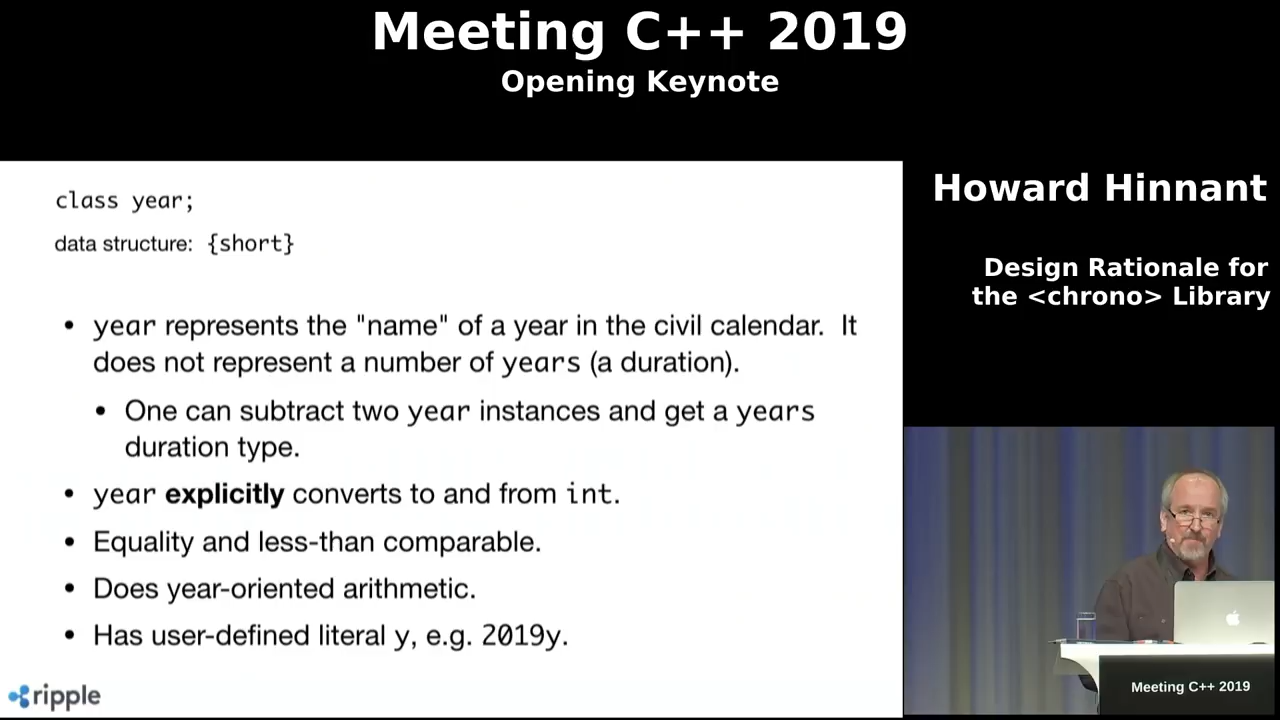 Meeting C++ 2019
Opening Keynote
class year;
data structure: {short}
• year represents the "name" of a year in the civil calendar. It
does not represent a number of years (a duration).
• One can subtract two year instances and get a years
duration type.
• year explicitly converts to and from int.
• Equality and less-than comparable.
• Does year-oriented arithmetic.
• Has user-defined literal y, e.g. 2019y.
ripple
Howard Hinnant
Design Rationale for
the <chrono> Library
Meeting C++ 2019